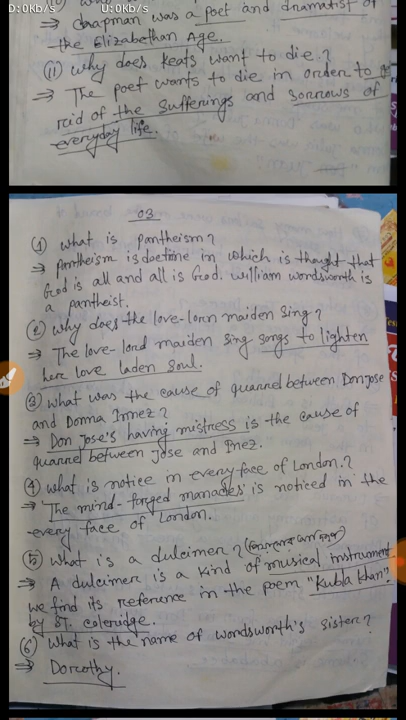 D:0Kb/s U:0Kb/s
⇒ Chapman was a poet and dramatist of
the Elizabethan Age.
(11) Why does Keats want to die.?
⇒ The poet wants to die in order to get
rid of the sufferings and sorrows of
everyday life.
03
(1) What is pantheism?
⇒ Pantheism is doctine in which is thought that
God is all and all is God. William wordsworth is
a pantheist.
(2) Why does the love-lorn maiden sing?
⇒ The love-lord maiden sing songs to lighten
her love laden soul.
(3) What was the cause of quarrel between Don Jose
and Donna Innez?
⇒ Don Jose's having mistress is the cause of
quarrel between Jose and Inez.
(4) What is notice in every face of London.?
⇒ 'The mind-forged manacles' is noticed in the
every face of London.
(5) What is a dulcimer?
⇒ A dulcimer is a kind of musical instrument
we find its reference in the poem "Kubla Khan"
by ST. Coleridge.
(6) What is the name of wordsworth's sister?
⇒ Dorothy.